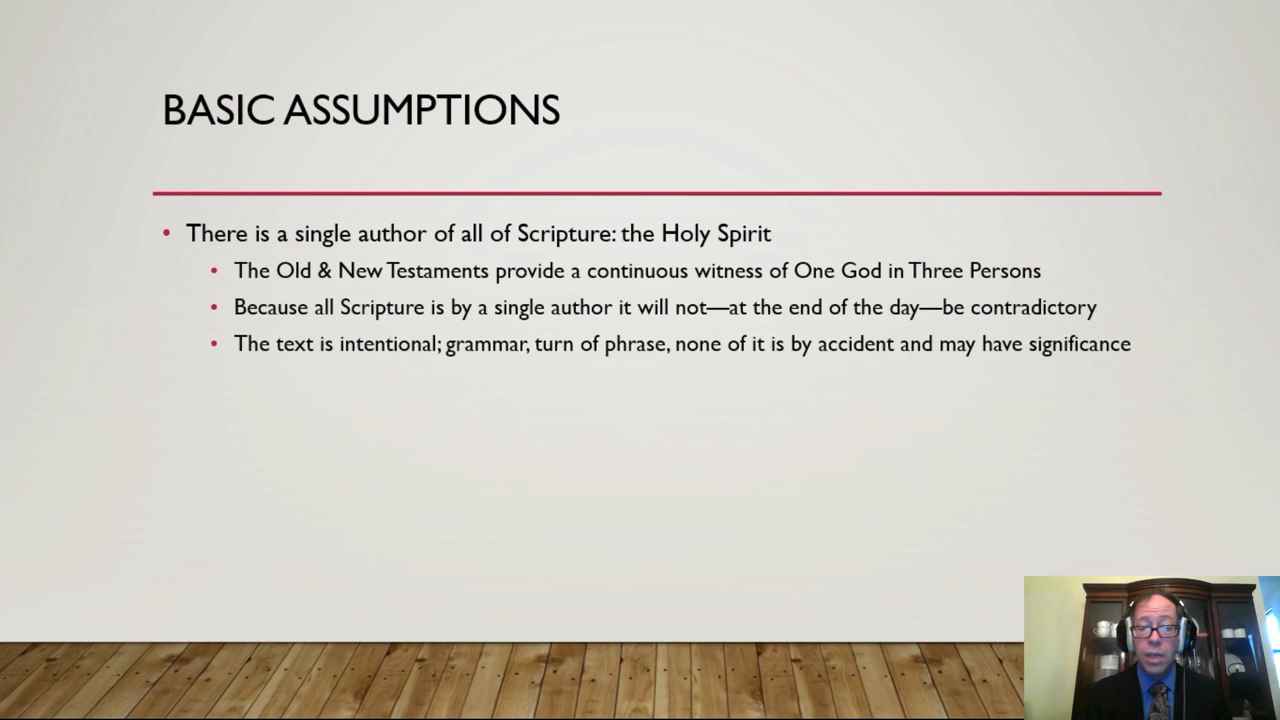 BASIC ASSUMPTIONS
• There is a single author of all of Scripture: the Holy Spirit
• The Old & New Testaments provide a continuous witness of One God in Three Persons
• Because all Scripture is by a single author it will not—at the end of the day—be contradictory
• The text is intentional; grammar, turn of phrase, none of it is by accident and may have significance